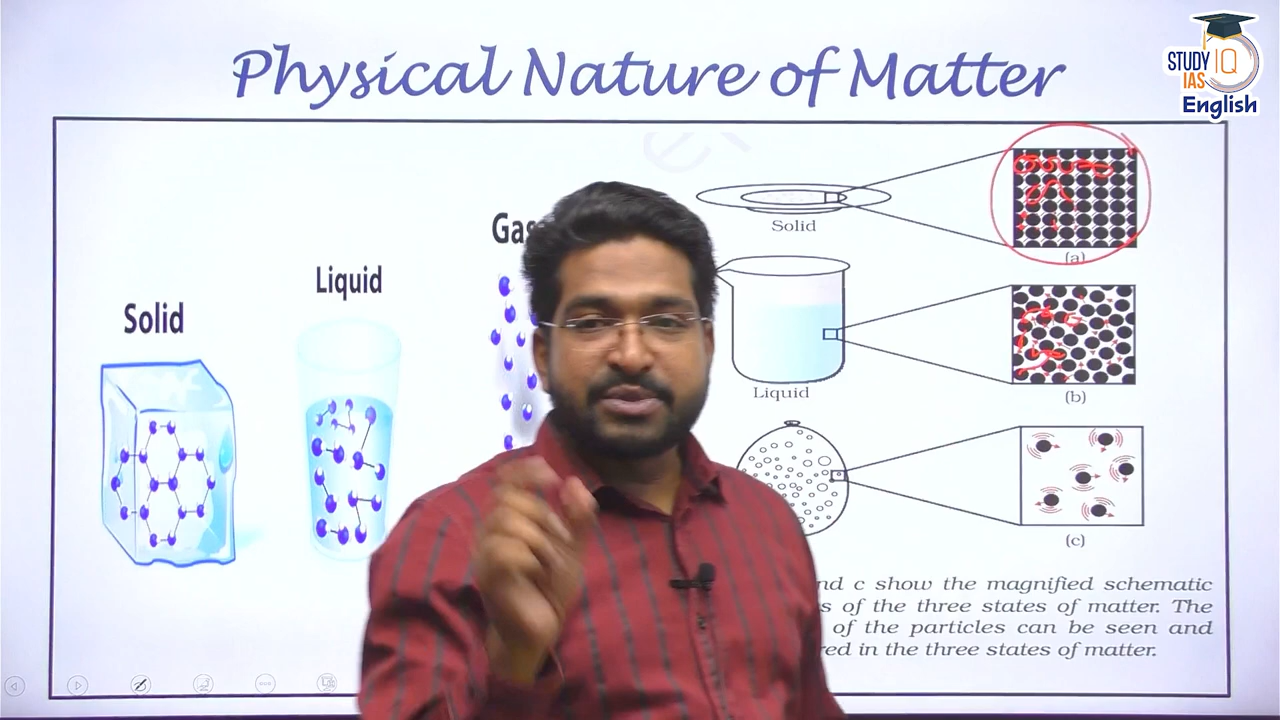 Physical Nature of Matter
STUDY IQ
IAS
English
Solid
Liquid
Gas
Solid
(a)
Liquid
(b)
(c)
nd c show the magnified schematic
s of the three states of matter. The
of the particles can be seen and
red in the three states of matter.